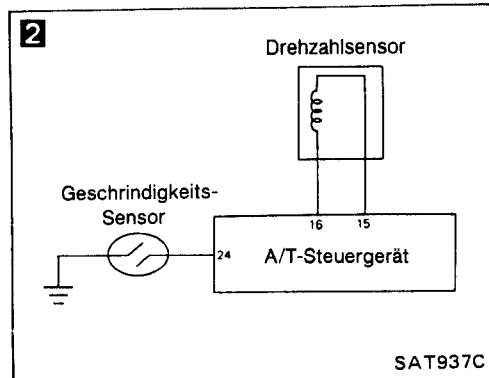 2
Drehzahlsensor
Geschrindigkeits-
Sensor
16 15
24 A/T-Steuergerät
SAT937C